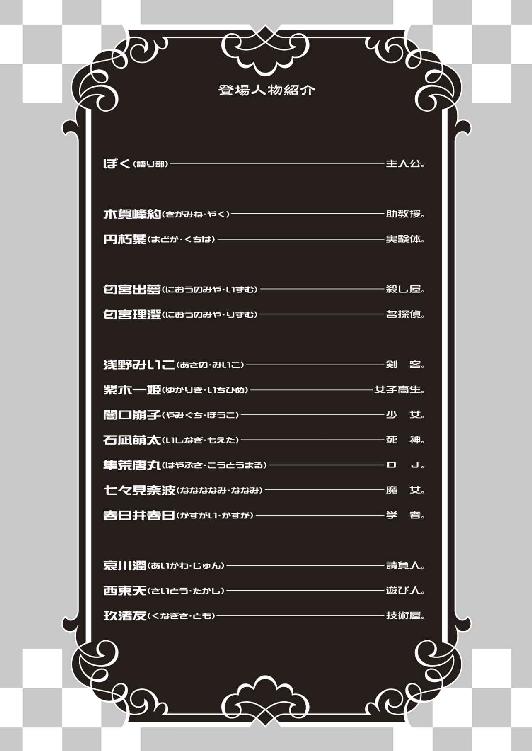 登場人物紹介
ぼく(語り部)――主人公。
木賀峰約(きがみね・やく)――助教授。
円朽葉(まどか・くちは)――実験体。
匂宮出夢(におうのみや・いずむ)――殺し屋。
匂宮理澄(におうのみや・りずむ)――名探偵。
浅野みいこ(あさの・みいこ)――剣　客。
紫木一姫(ゆかりき・いちひめ)――女子高生。
闇口崩子(やみぐち・ほうこ)――少　女。
石凪萌太(いしなぎ・もえた)――死　神。
隼荒唐丸(はやぶさ・こうとうまる)――D　J。
七々見奈波(なななみ・ななみ)――魔　女。
春日井春日(かすがい・かすが)――学　者。
哀川潤(あいかわ・じゅん)――請負人。
西東天(さいとう・たかし)――遊び人。
玖渚友(くなぎさ・とも)――技術屋。